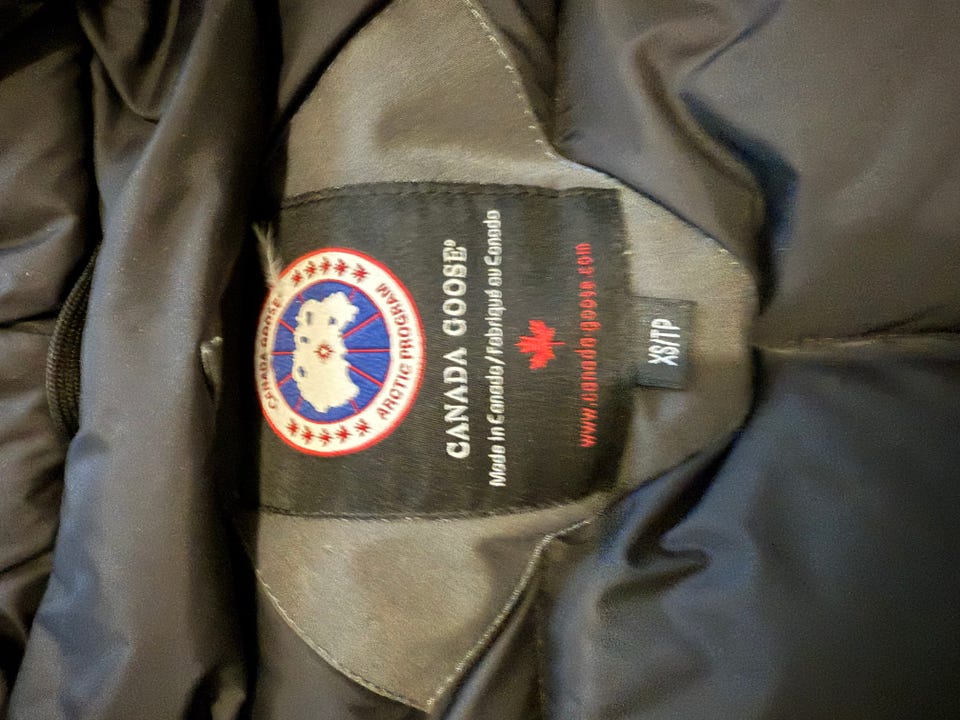 CANADA GOOSE®
ARCTIC PROGRAM
CANADA GOOSE®
Made in Canada/Fabriqué au Canada
www.canada-goose.com
XS/TP